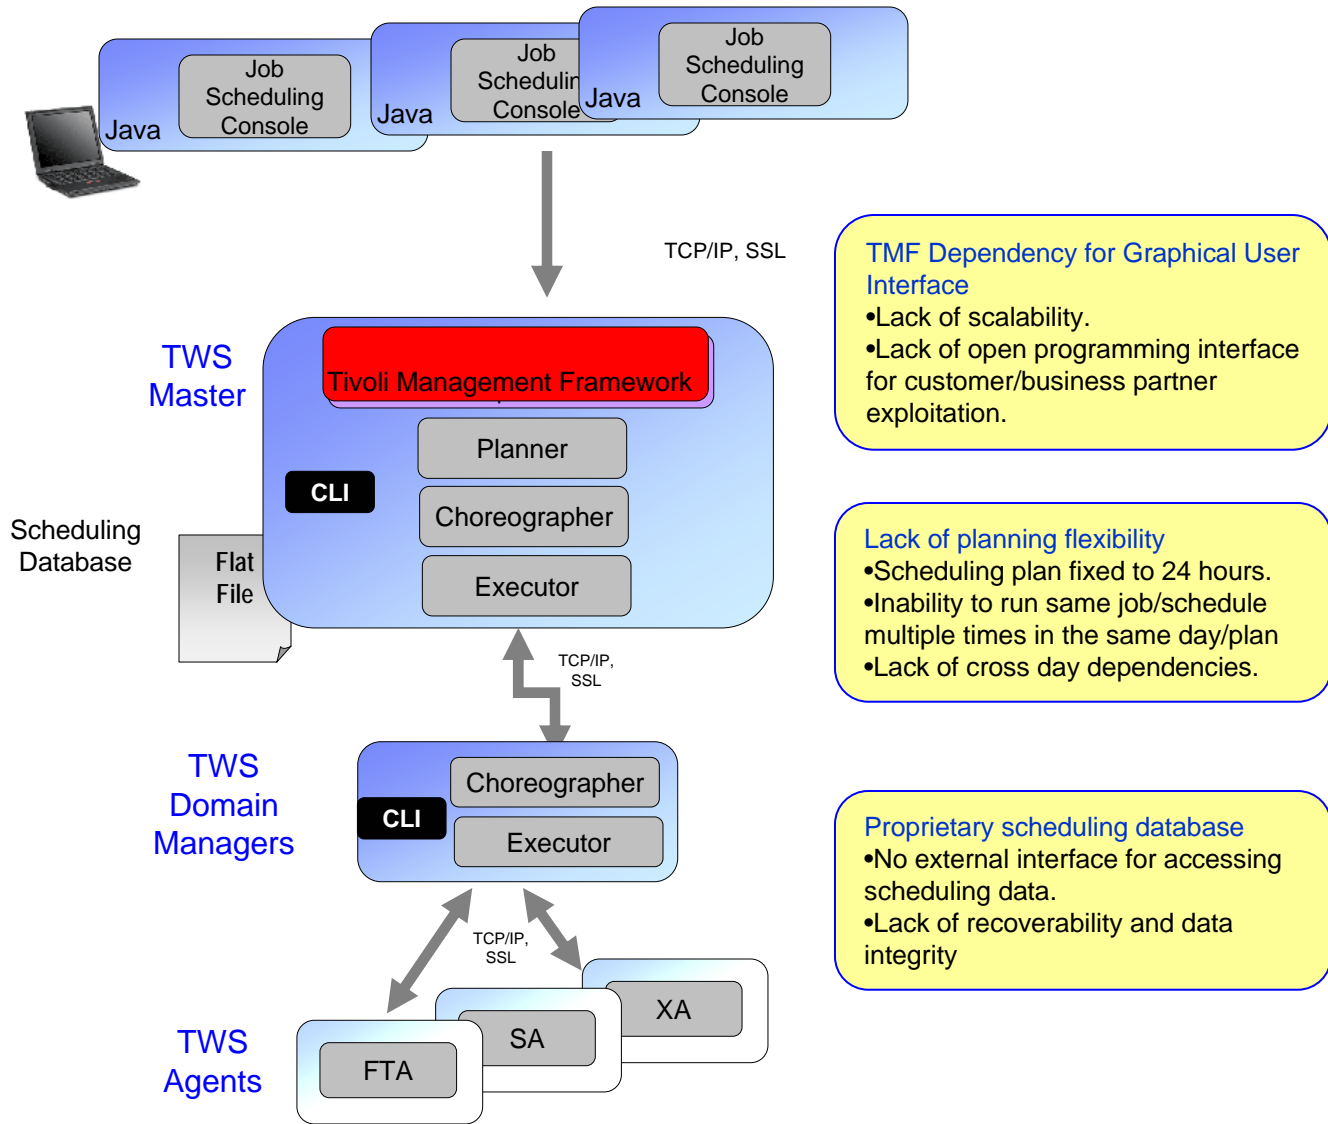 Job
Scheduling
Console
Java
Job
Schedulin
Console
Java
Job
Scheduling
Console
Java
TCP/IP, SSL
TWS
Master
Tivoli Management Framework
Planner
CLI
Choreographer
Executor
Scheduling
Database
Flat
File
TCP/IP,
SSL
TWS
Domain
Managers
Choreographer
CLI
Executor
TCP/IP,
SSL
TWS
Agents
FTA
SA
XA
TMF Dependency for Graphical User
Interface
•Lack of scalability.
•Lack of open programming interface
for customer/business partner
exploitation.
Lack of planning flexibility
•Scheduling plan fixed to 24 hours.
•Inability to run same job/schedule
multiple times in the same day/plan
•Lack of cross day dependencies.
Proprietary scheduling database
•No external interface for accessing
scheduling data.
•Lack of recoverability and data
integrity